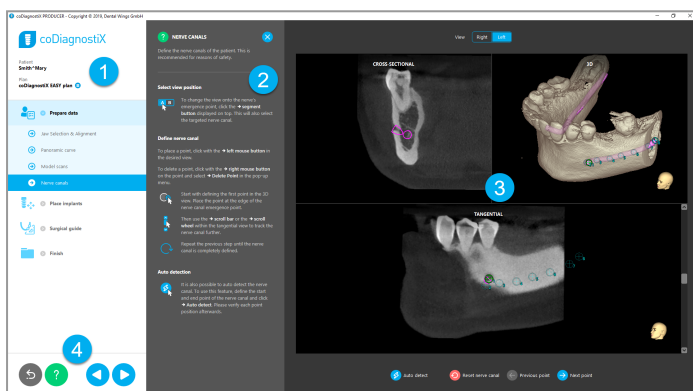 coDiagnostiX PRODUCER - Copyright © 2019, Dental Wings GmbH
coDiagnostiX
Patient
Smith^Mary
Plan
coDiagnostiX EASY plan
1
Prepare data
Jaw Selection & Alignment
Panoramic curve
Model scans
Nerve canals
Place implants
Surgical guide
Finish
4
?
? NERVE CANALS
Define the nerve canals of the patient. This is
recommended for reasons of safety.
2
Select view position
A B
To change the view onto the nerve's
emergence point, click the ➔ segment
button displayed on top. This will also select
the targeted nerve canal.
Define nerve canal
To place a point, click with the ➔ left mouse button in
the desired view.
To delete a point, click with the ➔ right mouse button
on the point and select ➔ Delete Point in the pop-up
menu.
Start with defining the first point in the 3D
view. Place the point at the edge of the
nerve canal emergence point.
Then use the ➔ scroll bar or the ➔ scroll
wheel within the tangential view to track the
nerve canal further.
Repeat the previous step until the nerve
canal is completely defined.
Auto detection
It is also possible to auto detect the nerve
canal. To use this feature, define the start
and end point of the nerve canal and click
➔ Auto detect. Please verify each point
position afterwards.
View Right Left
CROSS-SECTIONAL
3D
3
TANGENTIAL
Auto detect Reset nerve canal Previous point Next point